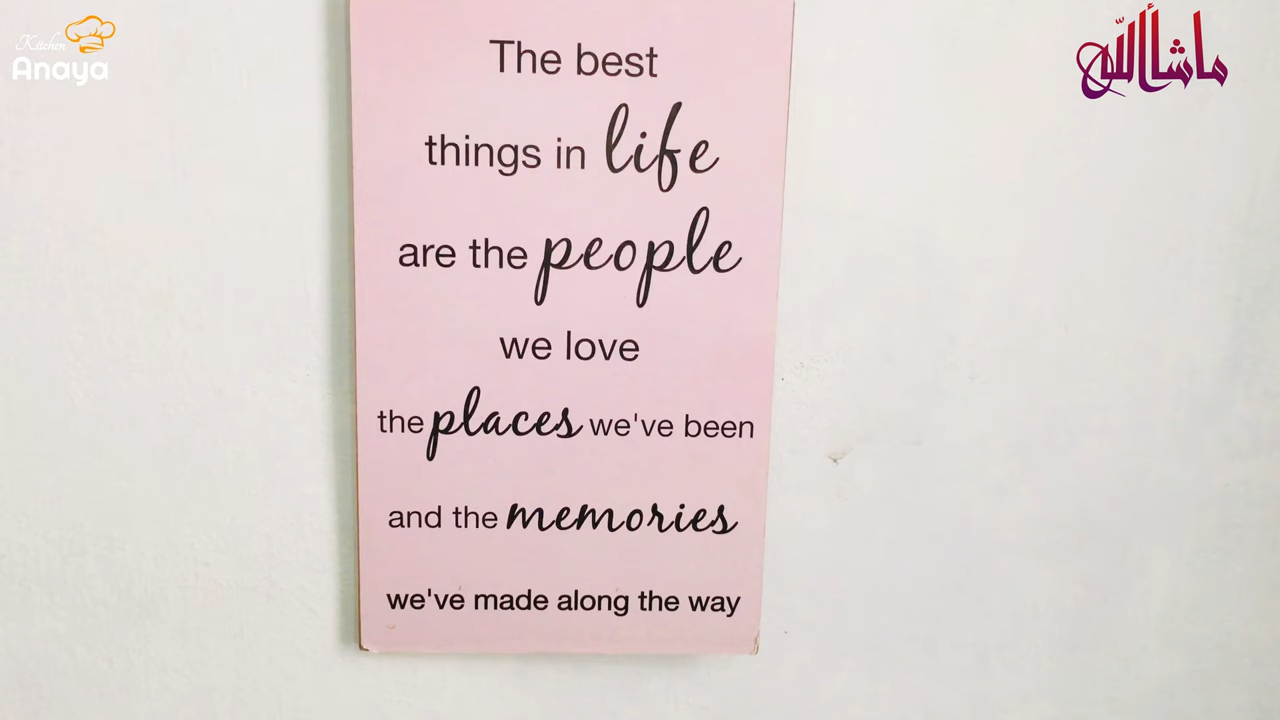 Kitchen
Anaya
ماشاألله
The best
things in life
are the people
we love
the places we've been
and the memories
we've made along the way